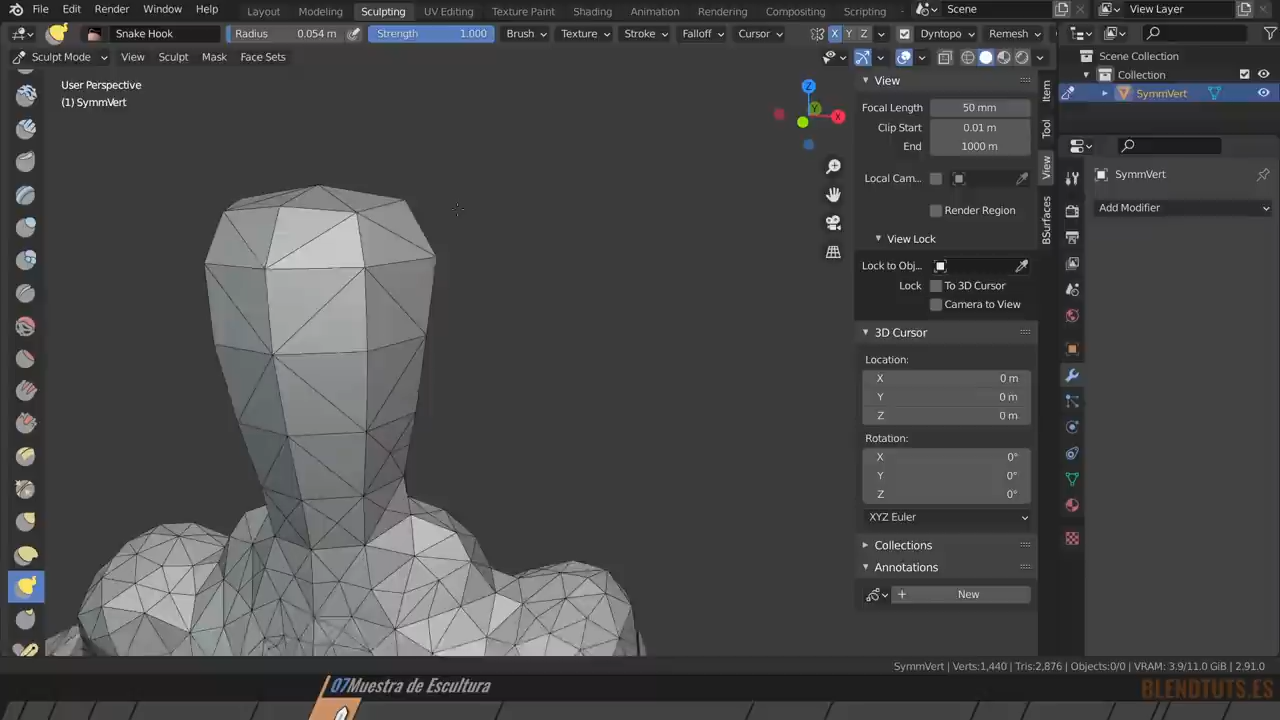 File Edit Render Window Help Layout Modeling Sculpting UV Editing Texture Paint Shading Animation Rendering Compositing Scripting Scene View Layer
Snake Hook Radius 0.054 m Strength 1.000 Brush Texture Stroke Falloff Cursor X Y Z Dyntopo Remesh
Sculpt Mode View Sculpt Mask Face Sets
Scene Collection
Collection
SymmVert
User Perspective
(1) SymmVert
Z
Y
X
View
Focal Length 50 mm
Clip Start 0.01 m
End 1000 m
Local Cam...
Render Region
View Lock
Lock to Obj...
Lock To 3D Cursor
Camera to View
3D Cursor
Location:
X 0 m
Y 0 m
Z 0 m
Rotation:
X 0°
Y 0°
Z 0°
XYZ Euler
Collections
Annotations
New
Item
Tool
View
BSurfaces
SymmVert
Add Modifier
SymmVert | Verts:1,440 | Tris:2,876 | Objects:0/0 | VRAM: 3.9/11.0 GiB | 2.91.0
07Muestra de Escultura
BLENDTUTS.ES